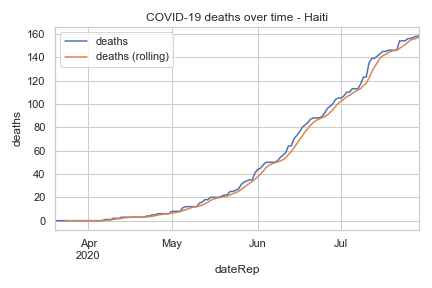 COVID-19 deaths over time - Haiti
deaths
deaths (rolling)
160
140
120
100
80
60
40
20
0
deaths
Apr
2020
May
Jun
Jul
dateRep